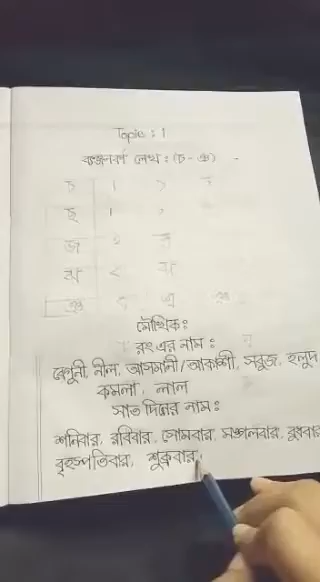 Topic : 1
ব্যঞ্জনবর্ণ লেখ : (চ - ঞ)
চ
ছ
জ
ঝ
ঞ
মৌখিক :
রং এর নাম :
বেগুনী, নীল, আসমানী / আকাশী, সবুজ, হলুদ
কমলা, লাল
সাত দিনের নাম :
শনিবার, রবিবার, সোমবার, মঙ্গলবার, বুধবার
বৃহস্পতিবার, শুক্রবার।